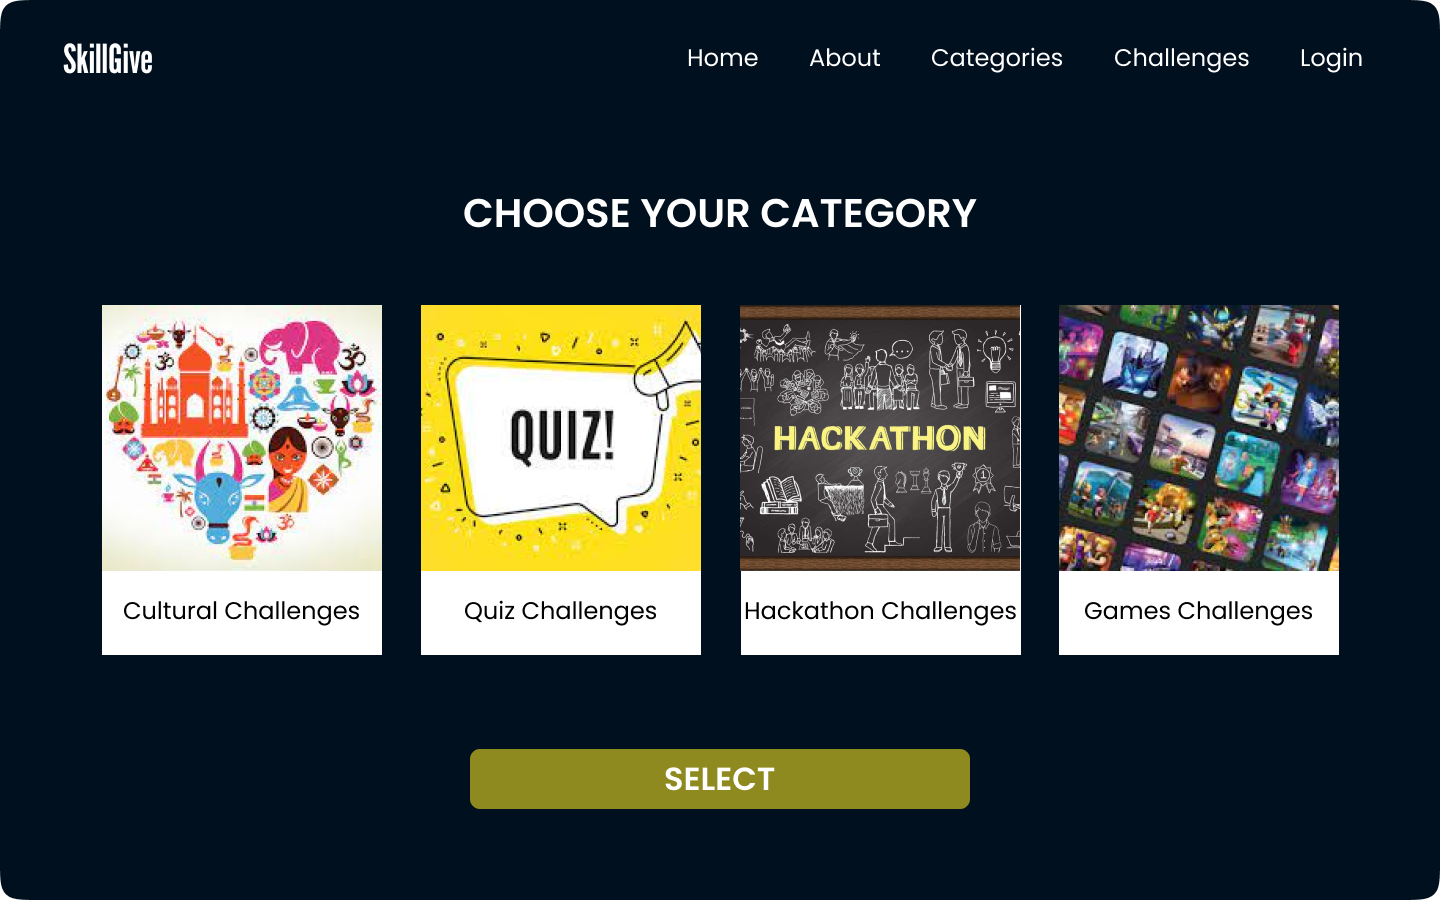 SkillGive
Home About Categories Challenges Login
CHOOSE YOUR CATEGORY
QUIZ!
HACKATHON
Cultural Challenges
Quiz Challenges
Hackathon Challenges
Games Challenges
SELECT